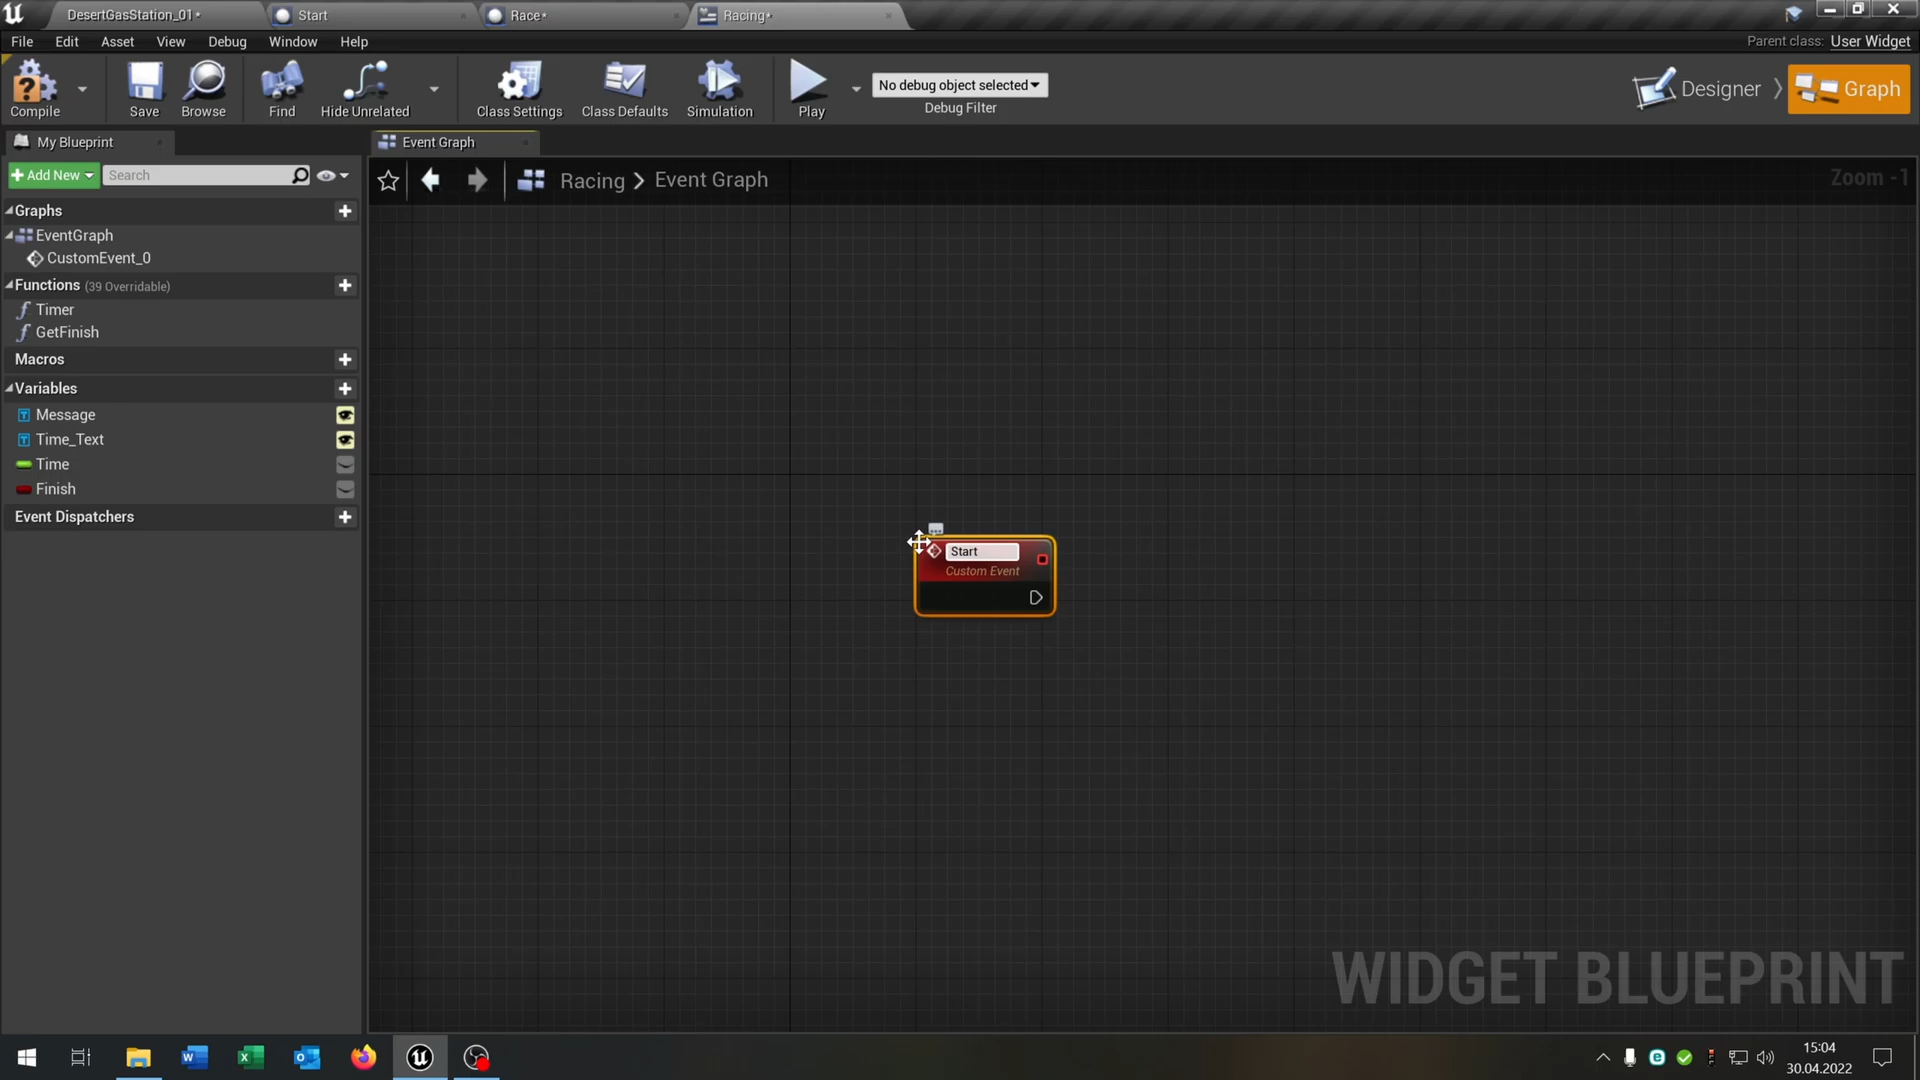 DesertGasStation_01*
Start
Race*
Racing*
File
Edit
Asset
View
Debug
Window
Help
Parent class: User Widget
Compile
Save
Browse
Find
Hide Unrelated
Class Settings
Class Defaults
Simulation
Play
No debug object selected
Debug Filter
Designer
Graph
My Blueprint
Event Graph
Add New
Search
Racing > Event Graph
Zoom -1
Graphs
EventGraph
CustomEvent_0
Functions (39 Overridable)
Timer
GetFinish
Macros
Variables
Message
Time_Text
Time
Finish
Event Dispatchers
Start
Custom Event
WIDGET BLUEPRINT
15:04
30.04.2022